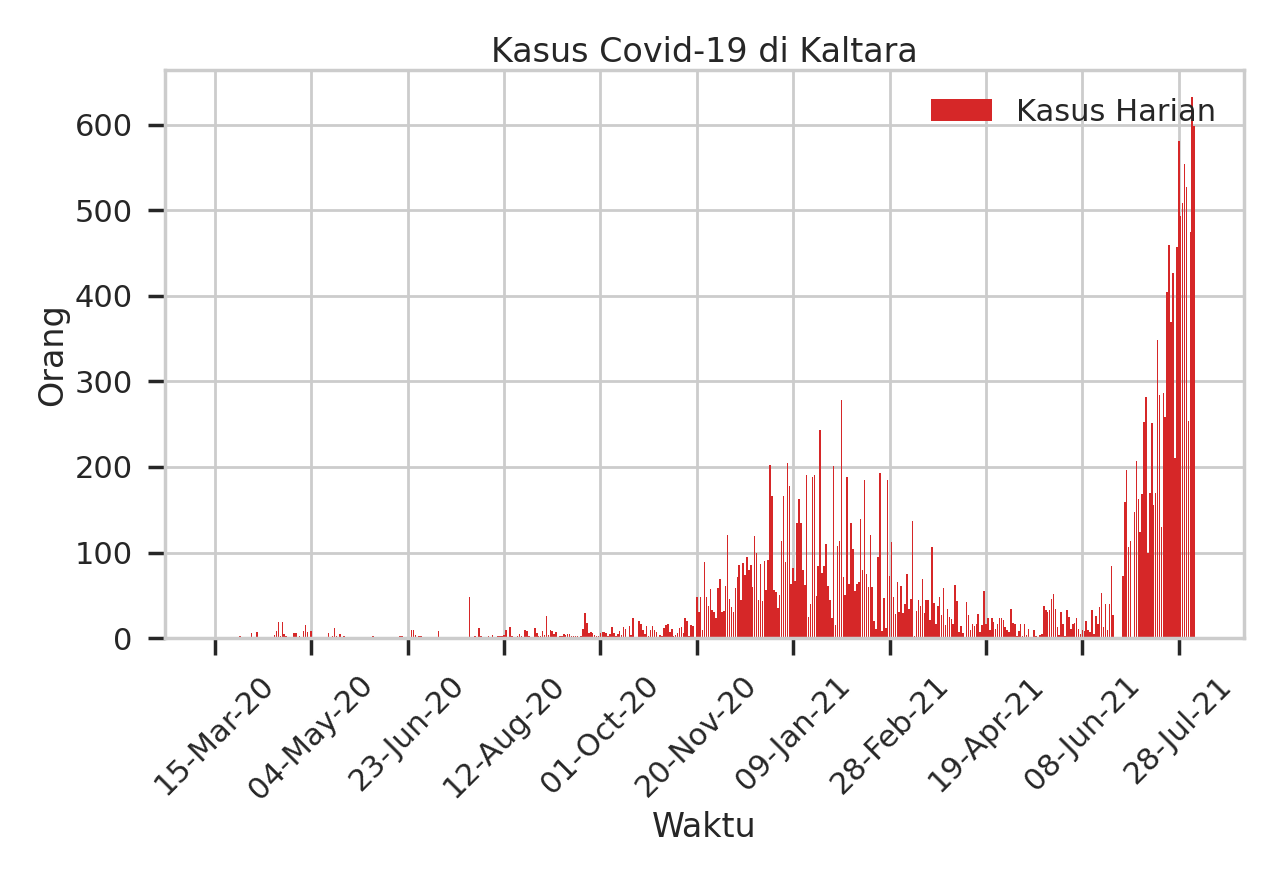 Kasus Covid-19 di Kaltara
Kasus Harian
Orang
600
500
400
300
200
100
0
15-Mar-20
04-May-20
23-Jun-20
12-Aug-20
01-Oct-20
20-Nov-20
09-Jan-21
28-Feb-21
19-Apr-21
08-Jun-21
28-Jul-21
Waktu